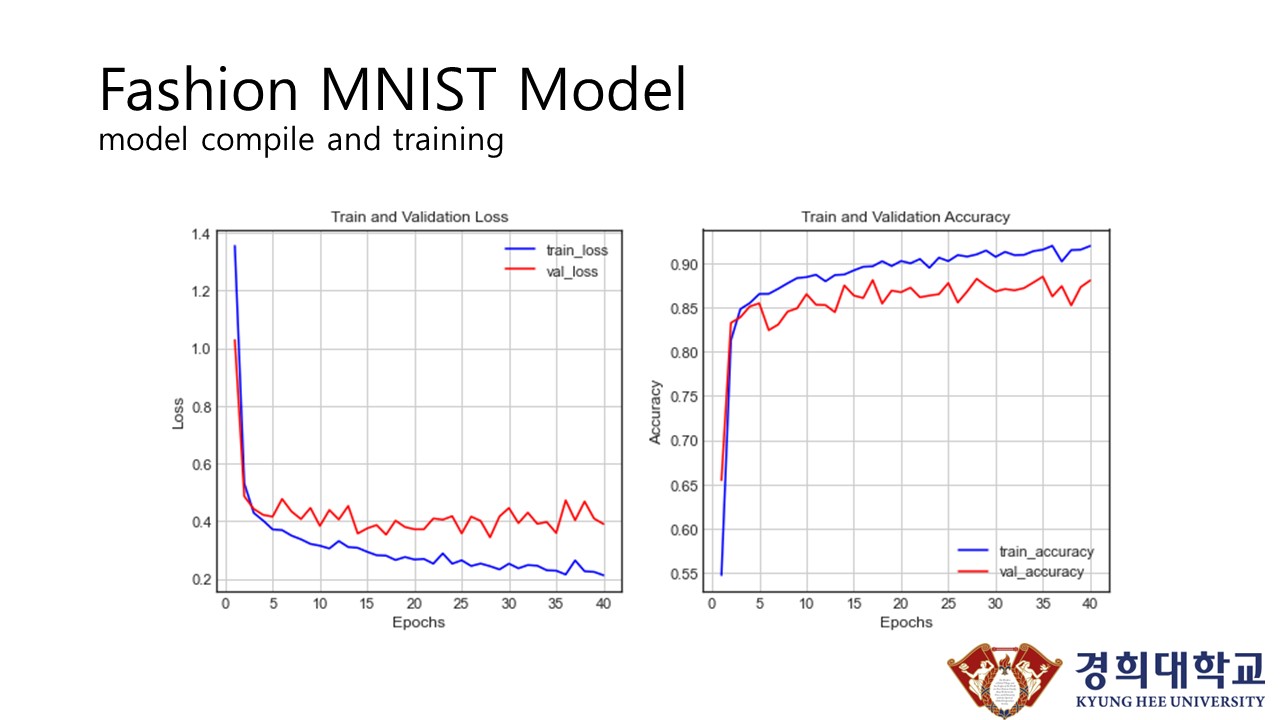 Fashion MNIST Model
model compile and training
Train and Validation Loss
1.4
1.2
1.0
0.8
0.6
0.4
0.2
Loss
train_loss
val_loss
0 5 10 15 20 25 30 35 40
Epochs
Train and Validation Accuracy
0.90
0.85
0.80
0.75
0.70
0.65
0.60
0.55
Accuracy
train_accuracy
val_accuracy
0 5 10 15 20 25 30 35 40
Epochs
경희대학교
KYUNG HEE UNIVERSITY